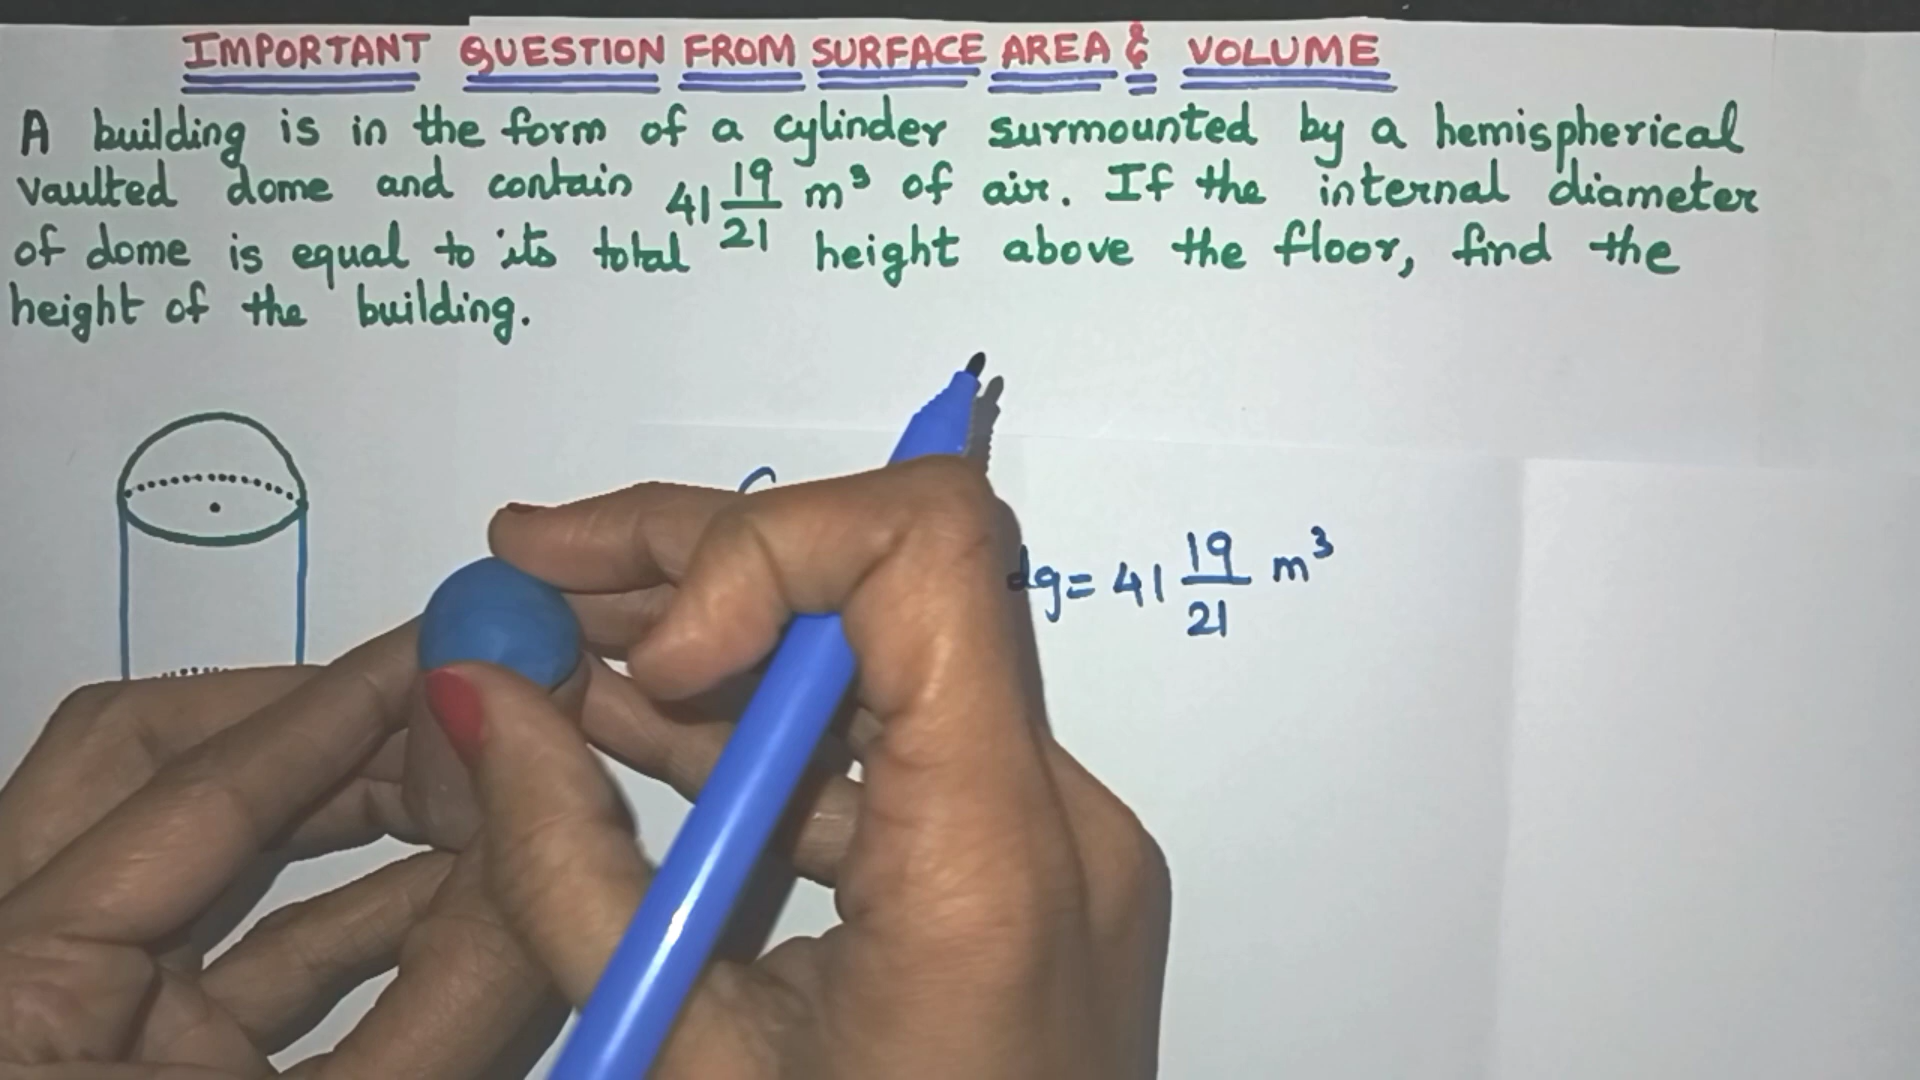 IMPORTANT QUESTION FROM SURFACE AREA & VOLUME
A building is in the form of a cylinder surmounted by a hemispherical
vaulted dome and contain 41 19/21 m³ of air. If the internal diameter
of dome is equal to its total height above the floor, find the
height of the building.
= 41 19/21 m³